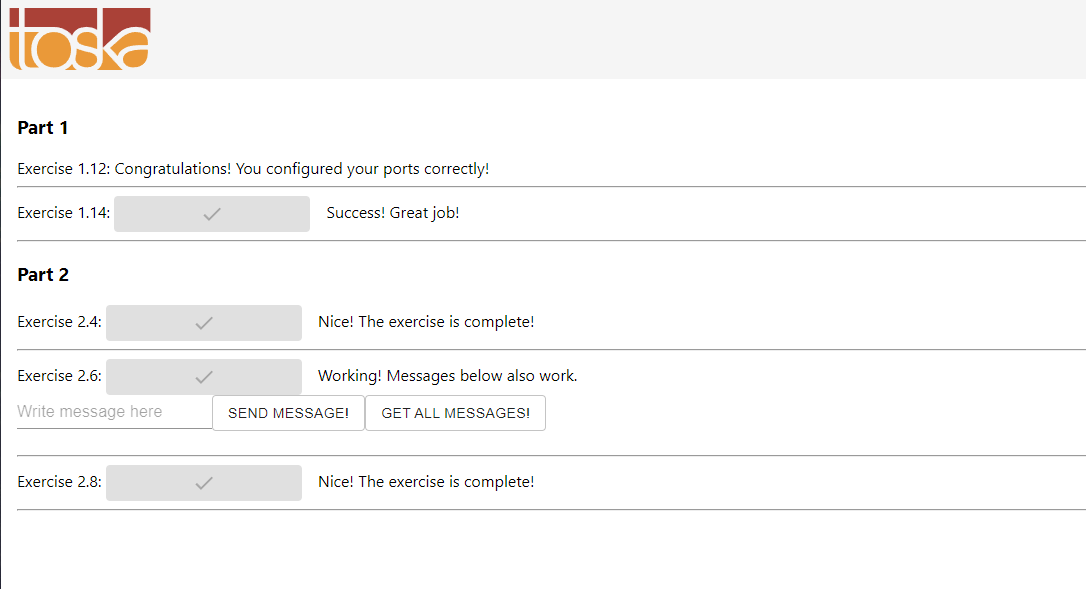 toska
Part 1
Exercise 1.12: Congratulations! You configured your ports correctly!
Exercise 1.14: Success! Great job!
Part 2
Exercise 2.4: Nice! The exercise is complete!
Exercise 2.6: Working! Messages below also work.
Write message here SEND MESSAGE! GET ALL MESSAGES!
Exercise 2.8: Nice! The exercise is complete!